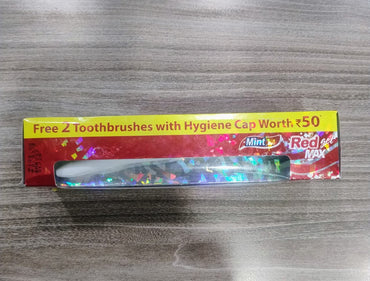 Free 2 Toothbrushes with Hygiene Cap Worth ₹50
Mint
Red
MAX